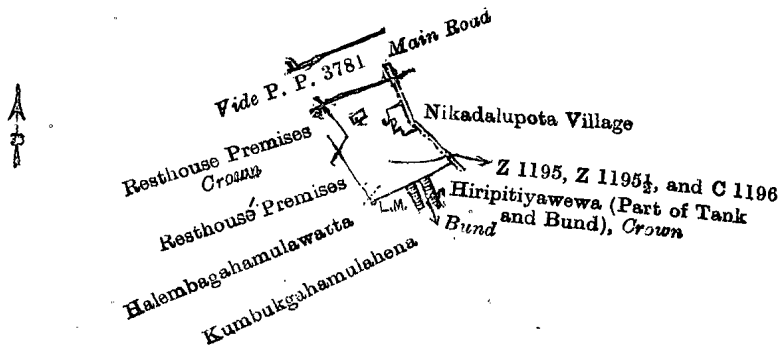 Main Road
Vide P. P. 3781
Nikadalupota Village
Resthouse Premises
Crown
Z 1195, Z 1195½, and C 1196
Resthouse Premises
Hiripitiyawewa (Part of Tank
and Bund), Crown
L.M.
Bund
Halembagahamulawatta
Kumbukgahamulahena